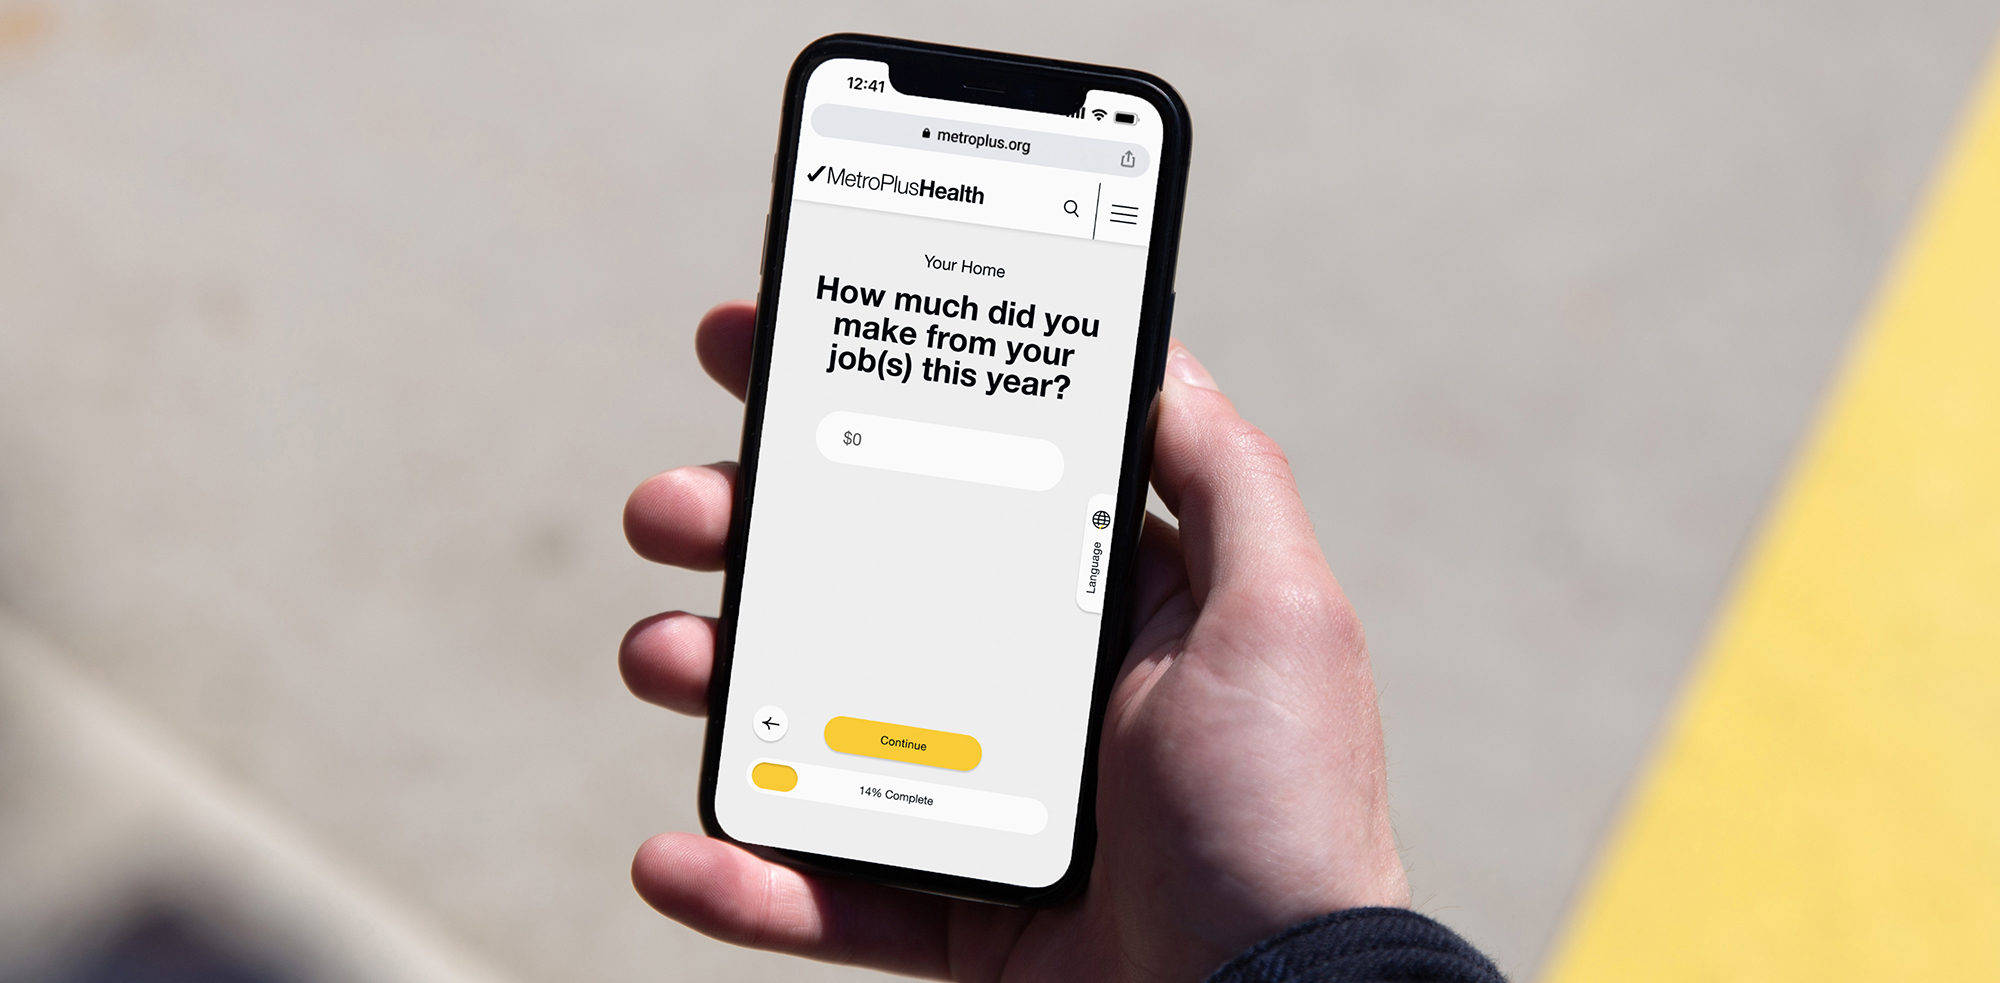 12:41
metroplus.org
MetroPlusHealth
Your Home
How much did you
make from your
job(s) this year?
$0
Language
Continue
14% Complete